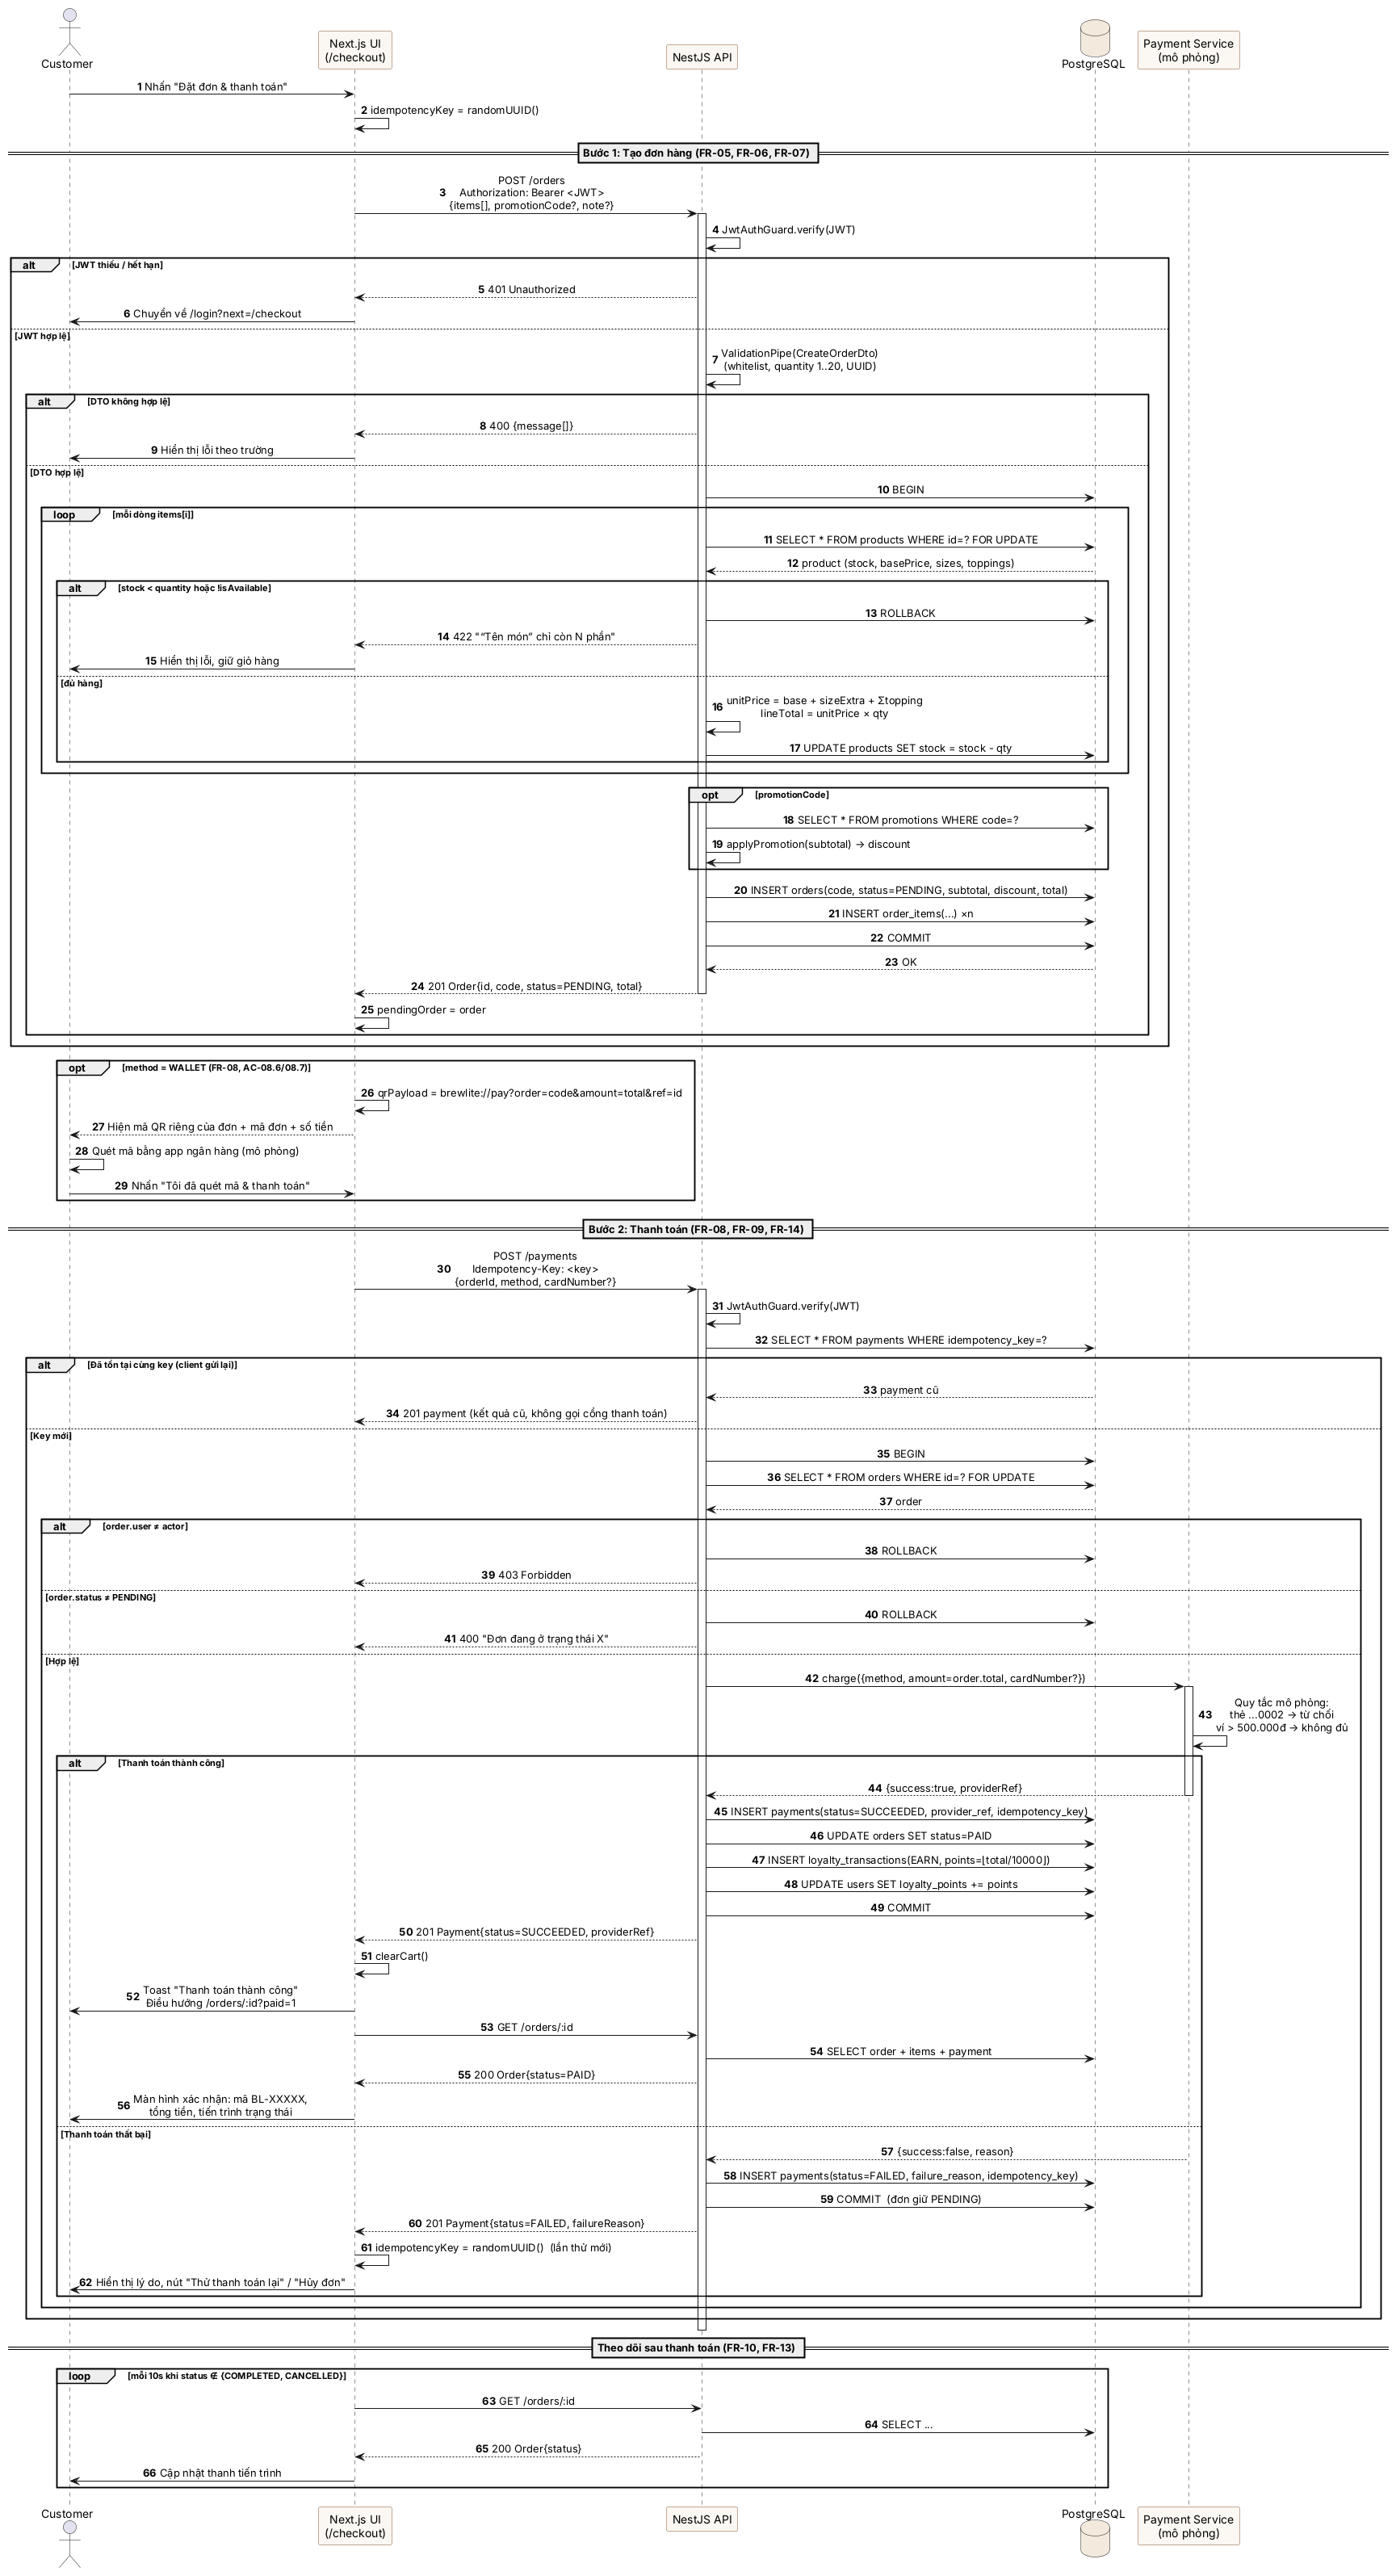 Customer
Next.js UI
(/checkout)
NestJS API
PostgreSQL
Payment Service
(mô phỏng)
1 Nhấn "Đặt đơn & thanh toán"
2 idempotencyKey = randomUUID()
Bước 1: Tạo đơn hàng (FR-05, FR-06, FR-07)
3 POST /orders
Authorization: Bearer <JWT>
{items[], promotionCode?, note?}
4 JwtAuthGuard.verify(JWT)
alt [JWT thiếu / hết hạn]
5 401 Unauthorized
6 Chuyển về /login?next=/checkout
[JWT hợp lệ]
7 ValidationPipe(CreateOrderDto)
(whitelist, quantity 1..20, UUID)
alt [DTO không hợp lệ]
8 400 {message[]}
9 Hiển thị lỗi theo trường
[DTO hợp lệ]
10 BEGIN
loop [mỗi dòng items[i]]
11 SELECT * FROM products WHERE id=? FOR UPDATE
12 product (stock, basePrice, sizes, toppings)
alt [stock < quantity hoặc !isAvailable]
13 ROLLBACK
14 422 "“Tên món” chỉ còn N phần"
15 Hiển thị lỗi, giữ giỏ hàng
[đủ hàng]
16 unitPrice = base + sizeExtra + Σtopping
lineTotal = unitPrice × qty
17 UPDATE products SET stock = stock - qty
opt [promotionCode]
18 SELECT * FROM promotions WHERE code=?
19 applyPromotion(subtotal) → discount
20 INSERT orders(code, status=PENDING, subtotal, discount, total)
21 INSERT order_items(...) ×n
22 COMMIT
23 OK
24 201 Order{id, code, status=PENDING, total}
25 pendingOrder = order
opt [method = WALLET (FR-08, AC-08.6/08.7)]
26 qrPayload = brewlite://pay?order=code&amount=total&ref=id
27 Hiện mã QR riêng của đơn + mã đơn + số tiền
28 Quét mã bằng app ngân hàng (mô phỏng)
29 Nhấn "Tôi đã quét mã & thanh toán"
Bước 2: Thanh toán (FR-08, FR-09, FR-14)
30 POST /payments
Idempotency-Key: <key>
{orderId, method, cardNumber?}
31 JwtAuthGuard.verify(JWT)
32 SELECT * FROM payments WHERE idempotency_key=?
alt [Đã tồn tại cùng key (client gửi lại)]
33 payment cũ
34 201 payment (kết quả cũ, không gọi cổng thanh toán)
[Key mới]
35 BEGIN
36 SELECT * FROM orders WHERE id=? FOR UPDATE
37 order
alt [order.user ≠ actor]
38 ROLLBACK
39 403 Forbidden
[order.status ≠ PENDING]
40 ROLLBACK
41 400 "Đơn đang ở trạng thái X"
[Hợp lệ]
42 charge({method, amount=order.total, cardNumber?})
43 Quy tắc mô phỏng:
thẻ ...0002 → từ chối
ví > 500.000đ → không đủ
alt [Thanh toán thành công]
44 {success:true, providerRef}
45 INSERT payments(status=SUCCEEDED, provider_ref, idempotency_key)
46 UPDATE orders SET status=PAID
47 INSERT loyalty_transactions(EARN, points=⌊total/10000⌋)
48 UPDATE users SET loyalty_points += points
49 COMMIT
50 201 Payment{status=SUCCEEDED, providerRef}
51 clearCart()
52 Toast "Thanh toán thành công"
Điều hướng /orders/:id?paid=1
53 GET /orders/:id
54 SELECT order + items + payment
55 200 Order{status=PAID}
56 Màn hình xác nhận: mã BL-XXXXX,
tổng tiền, tiến trình trạng thái
[Thanh toán thất bại]
57 {success:false, reason}
58 INSERT payments(status=FAILED, failure_reason, idempotency_key)
59 COMMIT (đơn giữ PENDING)
60 201 Payment{status=FAILED, failureReason}
61 idempotencyKey = randomUUID() (lần thử mới)
62 Hiển thị lý do, nút "Thử thanh toán lại" / "Hủy đơn"
Theo dõi sau thanh toán (FR-10, FR-13)
loop [mỗi 10s khi status ∉ {COMPLETED, CANCELLED}]
63 GET /orders/:id
64 SELECT ...
65 200 Order{status}
66 Cập nhật thanh tiến trình
Customer
Next.js UI
(/checkout)
NestJS API
PostgreSQL
Payment Service
(mô phỏng)